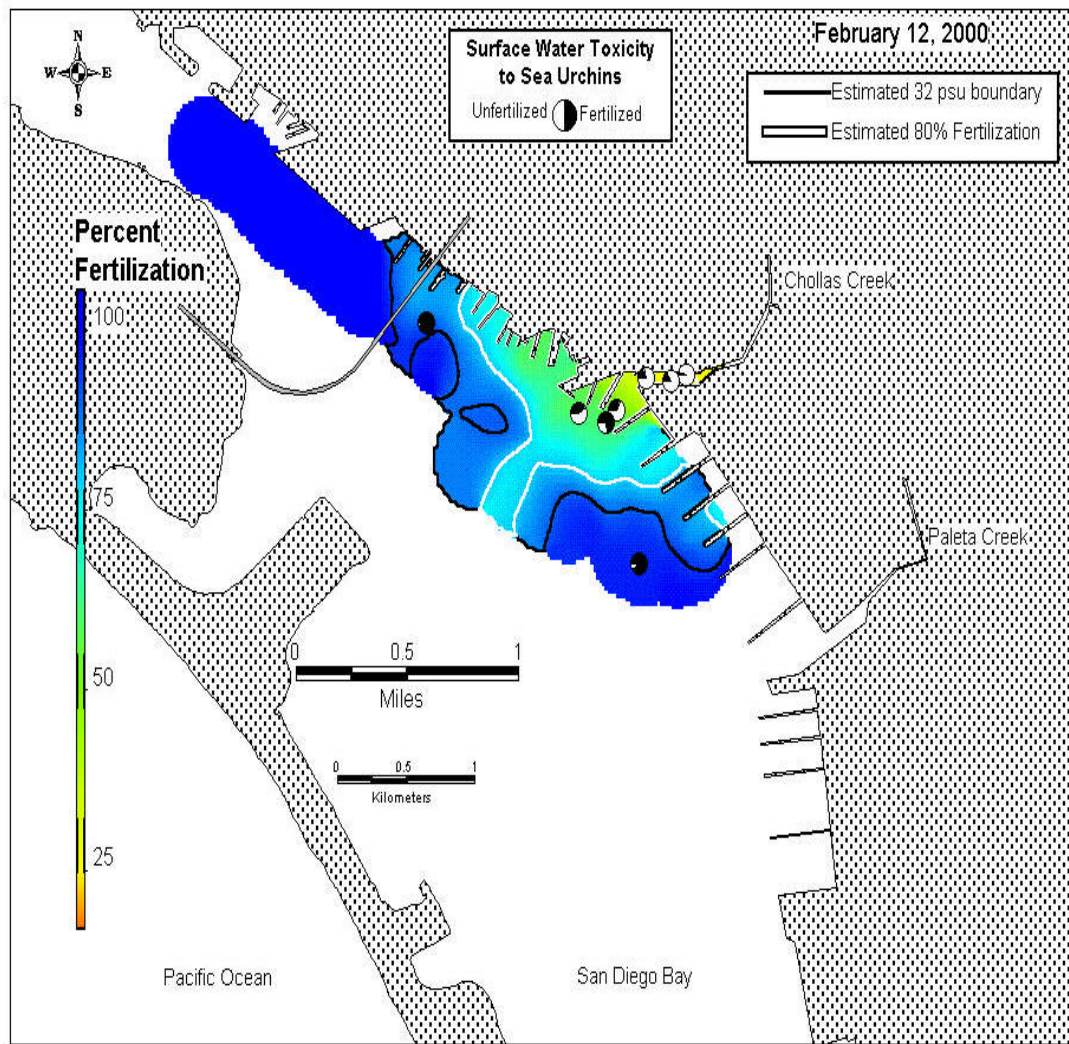 February 12, 2000
N
W E
S
Surface Water Toxicity
to Sea Urchins
Unfertilized Fertilized
Estimated 32 psu boundary
Estimated 80% Fertilization
Percent
Fertilization
100
75
50
25
Chollas Creek
Paleta Creek
0 0.5 1
Miles
0 0.5 1
Kilometers
Pacific Ocean
San Diego Bay